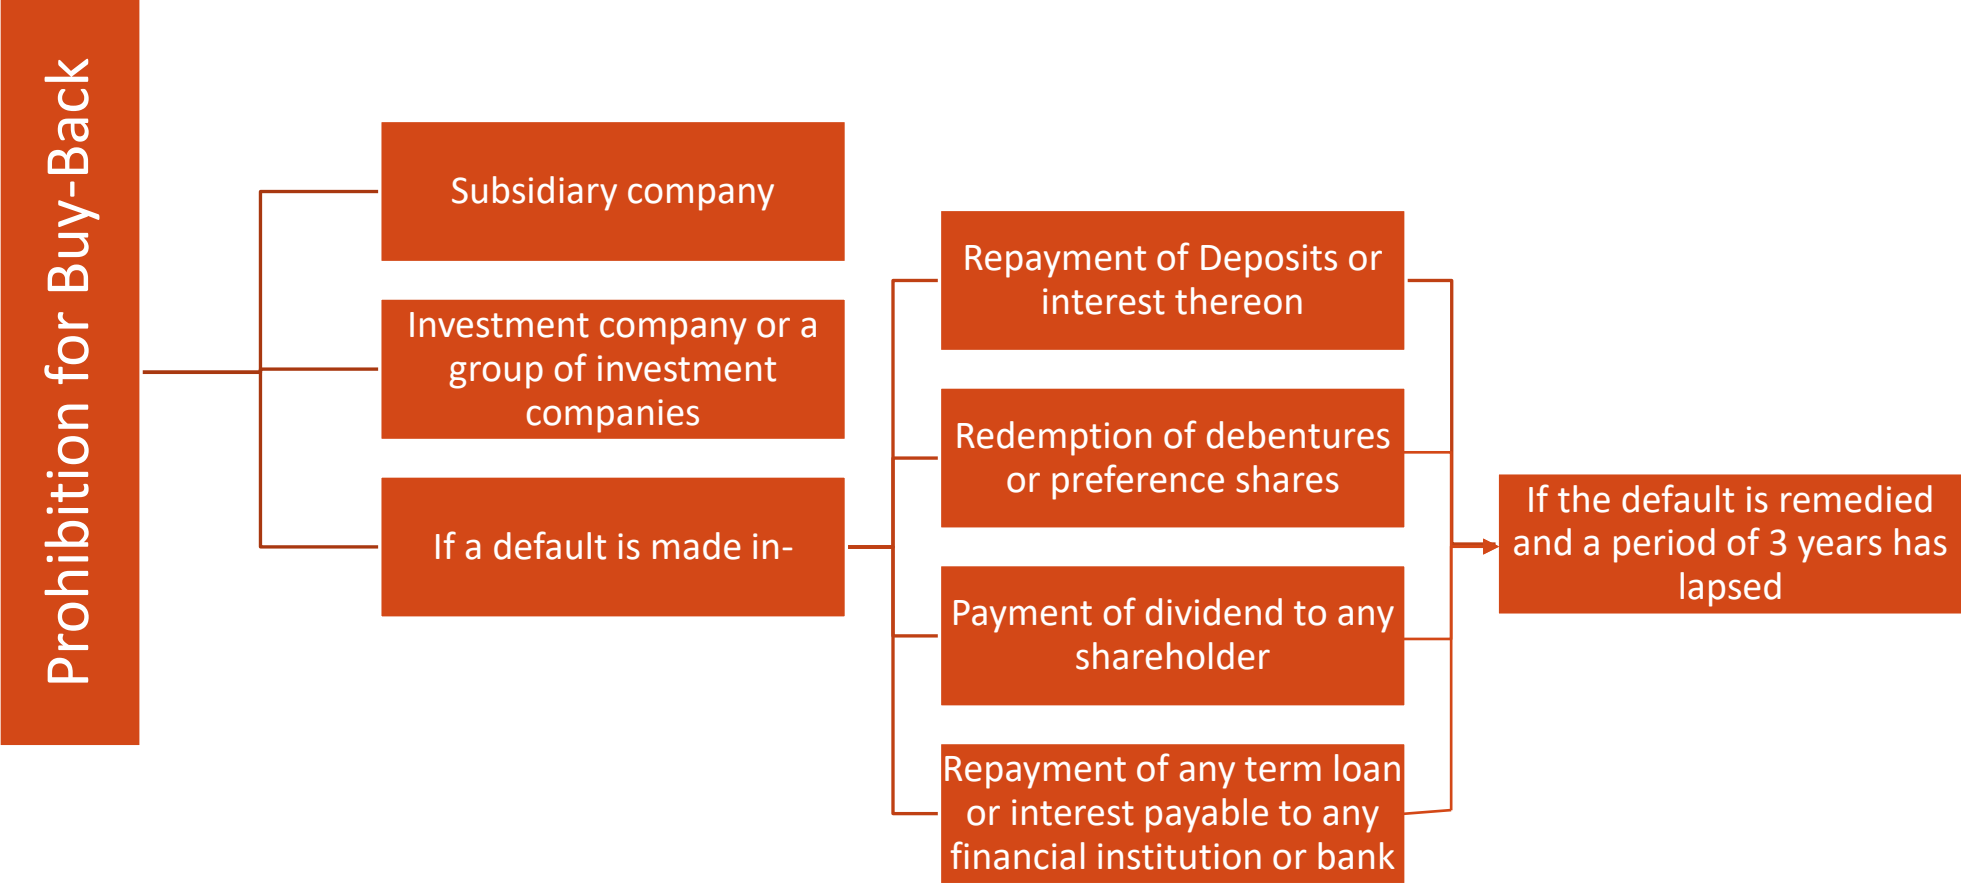 Prohibition for Buy-Back
Subsidiary company
Investment company or a
group of investment
companies
If a default is made in-
Repayment of Deposits or
interest thereon
Redemption of debentures
or preference shares
Payment of dividend to any
shareholder
Repayment of any term loan
or interest payable to any
financial institution or bank
If the default is remedied
and a period of 3 years has
lapsed